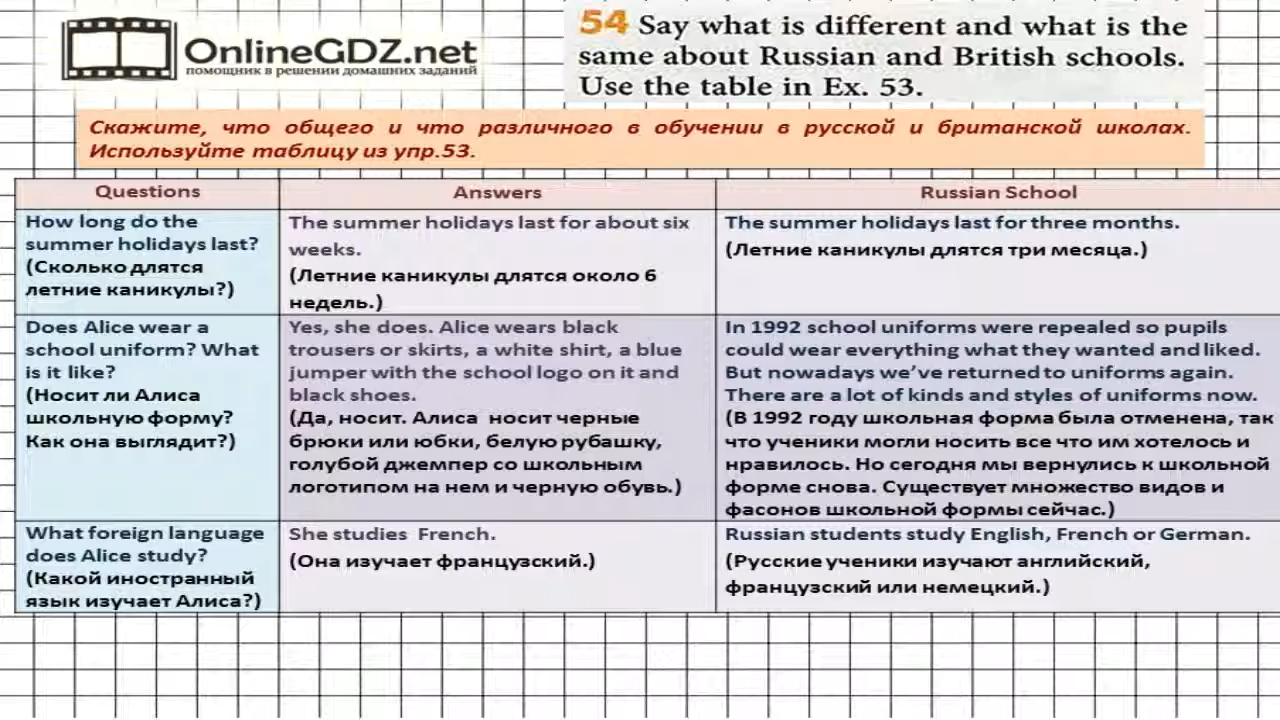 OnlineGDZ.net
помощник в решении домашних заданий
54 Say what is different and what is the
same about Russian and British schools.
Use the table in Ex. 53.
Скажите, что общего и что различного в обучении в русской и британской школах.
Используйте таблицу из упр.53.
Questions
Answers
Russian School
How long do the
summer holidays last?
(Сколько длятся
летние каникулы?)
The summer holidays last for about six
weeks.
(Летние каникулы длятся около 6
недель.)
The summer holidays last for three months.
(Летние каникулы длятся три месяца.)
Does Alice wear a
school uniform? What
is it like?
(Носит ли Алиса
школьную форму?
Как она выглядит?)
Yes, she does. Alice wears black
trousers or skirts, a white shirt, a blue
jumper with the school logo on it and
black shoes.
(Да, носит. Алиса носит черные
брюки или юбки, белую рубашку,
голубой джемпер со школьным
логотипом на нем и черную обувь.)
In 1992 school uniforms were repealed so pupils
could wear everything what they wanted and liked.
But nowadays we’ve returned to uniforms again.
There are a lot of kinds and styles of uniforms now.
(В 1992 году школьная форма была отменена, так
что ученики могли носить все что им хотелось и
нравилось. Но сегодня мы вернулись к школьной
форме снова. Существует множество видов и
фасонов школьной формы сейчас.)
What foreign language
does Alice study?
(Какой иностранный
язык изучает Алиса?)
She studies French.
(Она изучает французский.)
Russian students study English, French or German.
(Русские ученики изучают английский,
французский или немецкий.)